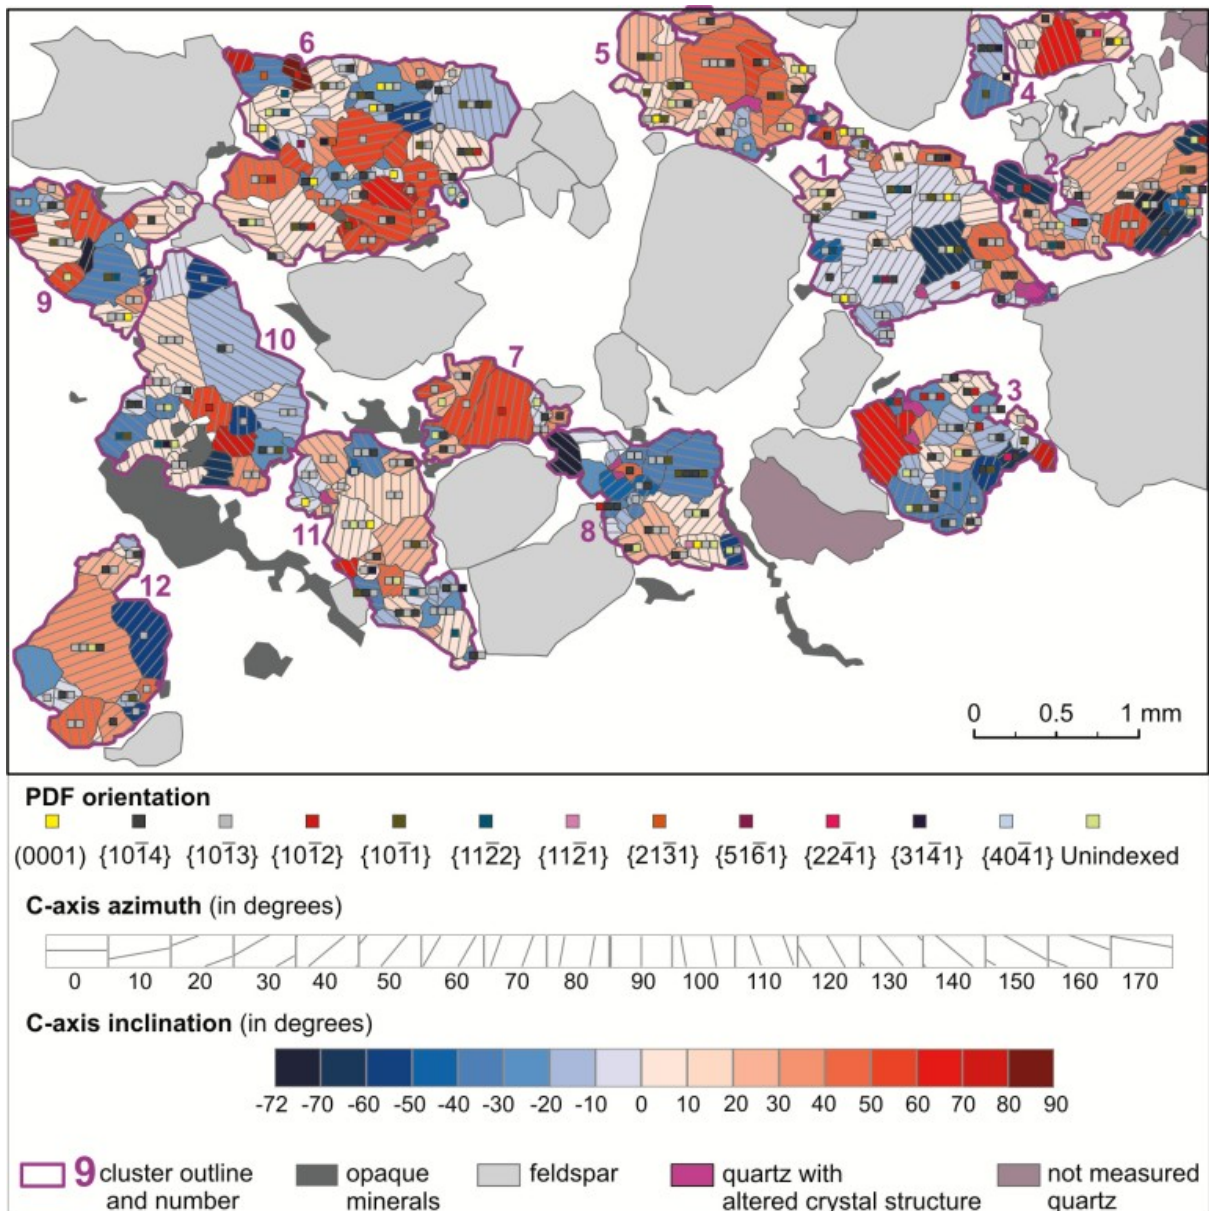 6
5
4
1
2
9
10
7
3
8
11
12
0 0.5 1 mm
PDF orientation
(0001) {101̅4} {101̅3} {101̅2} {101̅1} {112̅2} {112̅1} {213̅1} {516̅1} {224̅1} {314̅1} {404̅1} Unindexed
C-axis azimuth (in degrees)
0 10 20 30 40 50 60 70 80 90 100 110 120 130 140 150 160 170
C-axis inclination (in degrees)
-72 -70 -60 -50 -40 -30 -20 -10 0 10 20 30 40 50 60 70 80 90
9 cluster outline and number
opaque minerals
feldspar
quartz with altered crystal structure
not measured quartz